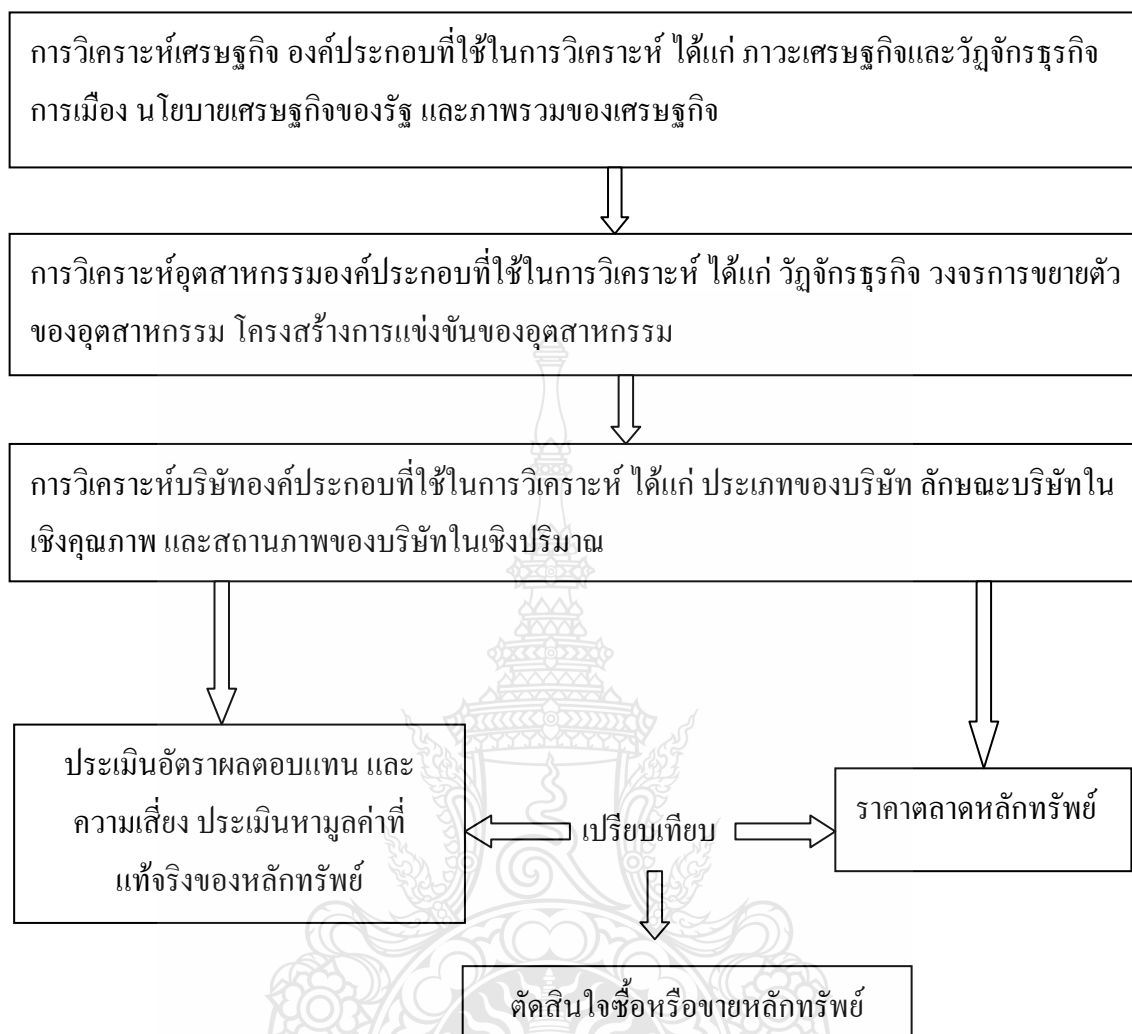 การวิเคราะห์เศรษฐกิจ องค์ประกอบที่ใช้ในการวิเคราะห์ ได้แก่ ภาวะเศรษฐกิจและวัฏจักรธุรกิจ
การเมือง นโยบายเศรษฐกิจของรัฐ และภาพรวมของเศรษฐกิจ
การวิเคราะห์อุตสาหกรรมองค์ประกอบที่ใช้ในการวิเคราะห์ ได้แก่ วัฏจักรธุรกิจ วงจรการขยายตัว
ของอุตสาหกรรม โครงสร้างการแข่งขันของอุตสาหกรรม
การวิเคราะห์บริษัทองค์ประกอบที่ใช้ในการวิเคราะห์ ได้แก่ ประเภทของบริษัท ลักษณะบริษัทใน
เชิงคุณภาพ และสถานภาพของบริษัทในเชิงปริมาณ
ประเมินอัตราผลตอบแทน และ
ความเสี่ยง ประเมินหามูลค่าที่
แท้จริงของหลักทรัพย์
เปรียบเทียบ
ราคาตลาดหลักทรัพย์
ตัดสินใจซื้อหรือขายหลักทรัพย์